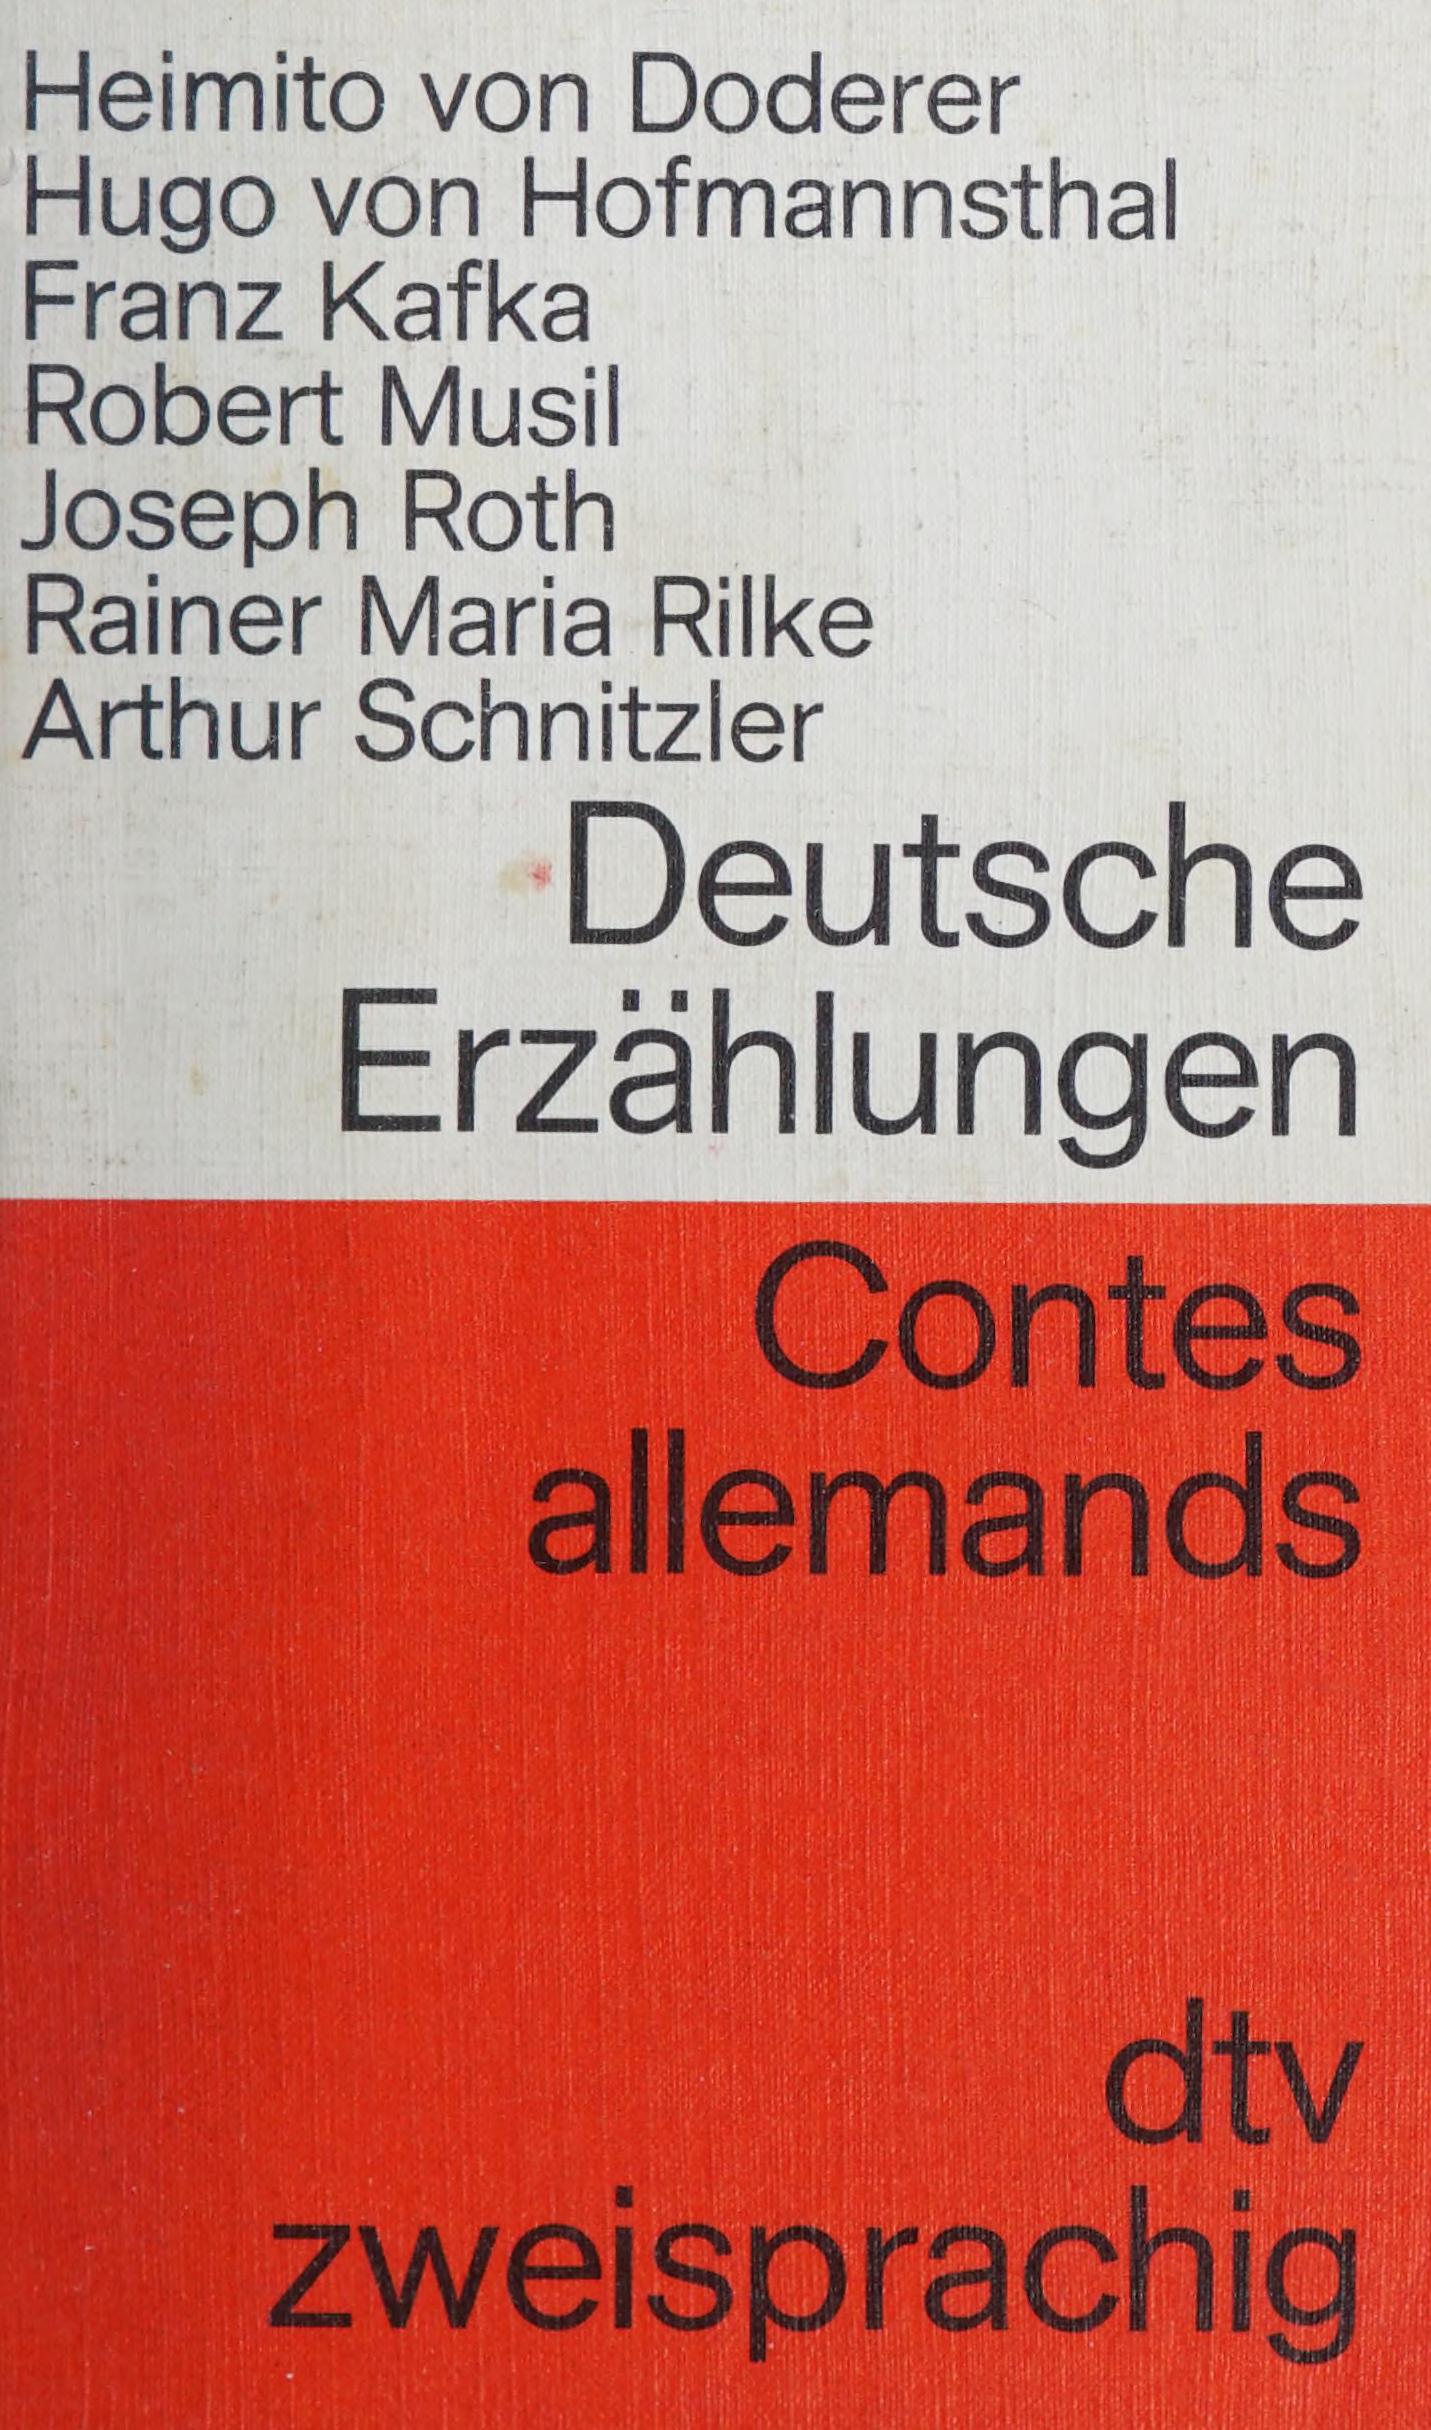 Heimito von Doderer
Hugo von Hofmannsthal
Franz Kafka
Robert Musil
Joseph Roth
Rainer Maria Rilke
Arthur Schnitzler
Deutsche
Erzählungen
Contes
allemands
dtv
zweisprachig